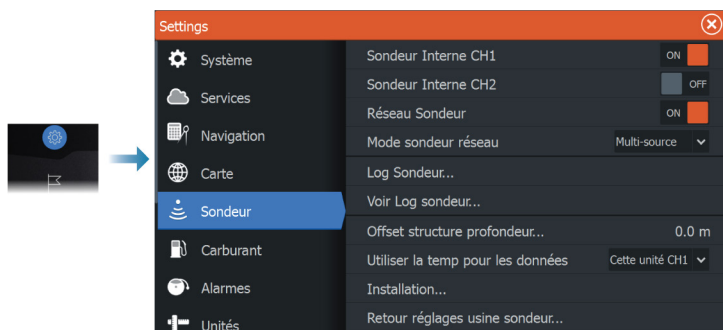 Settings
Système
Services
Navigation
Carte
Sondeur
Carburant
Alarmes
Unités
Sondeur Interne CH1 ON
Sondeur Interne CH2 OFF
Réseau Sondeur ON
Mode sondeur réseau Multi-source
Log Sondeur...
Voir Log sondeur...
Offset structure profondeur... 0.0 m
Utiliser la temp pour les données Cette unité CH1
Installation...
Retour réglages usine sondeur...